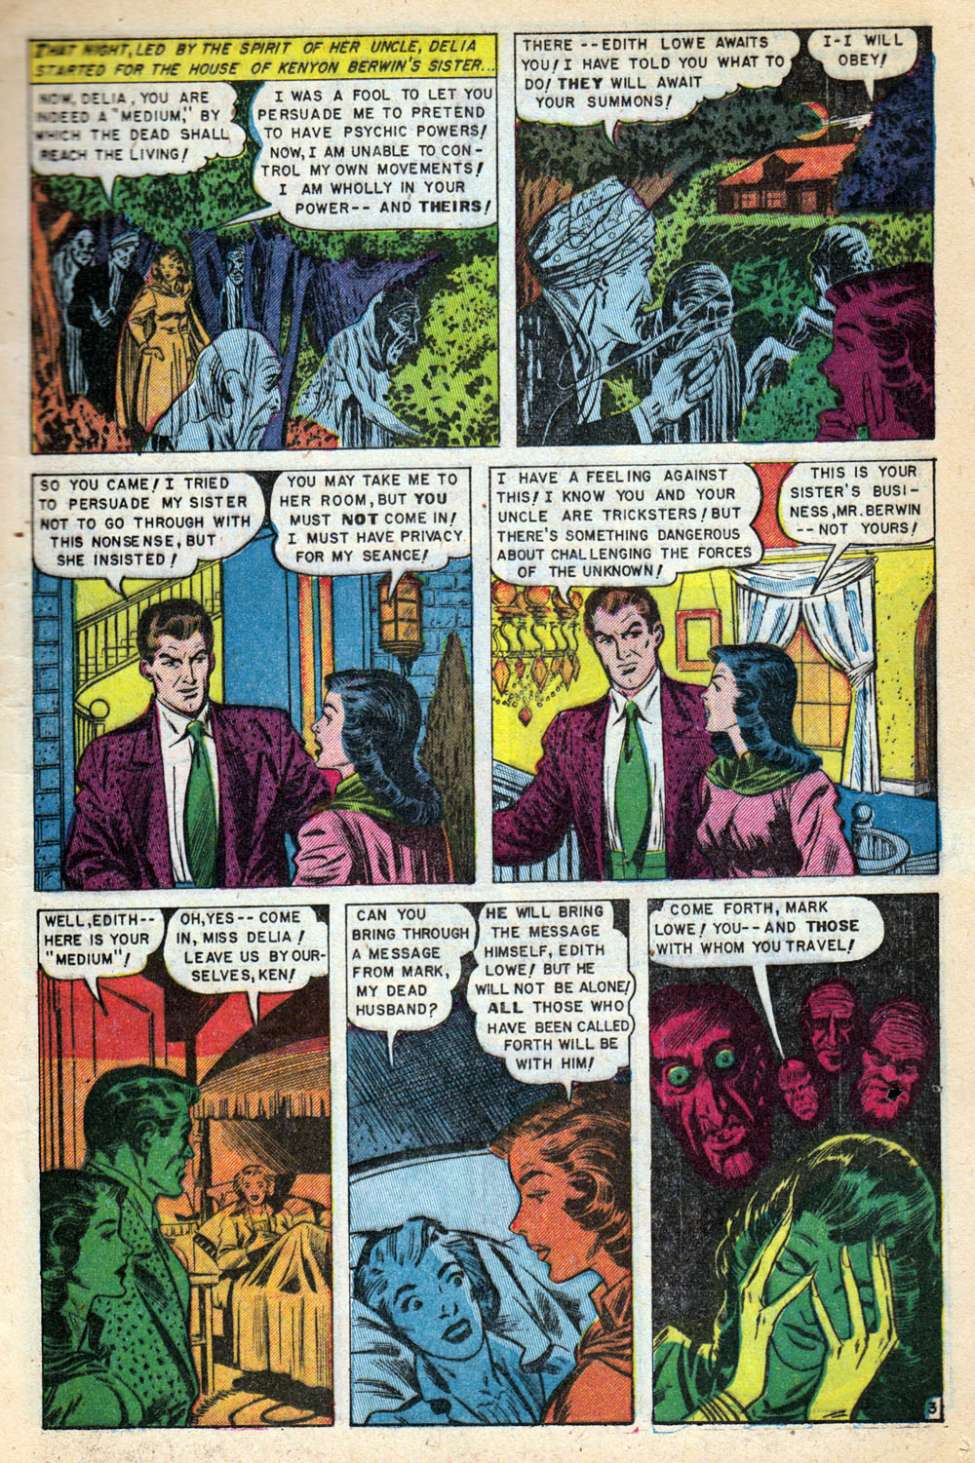 THAT NIGHT, LED BY THE SPIRIT OF HER UNCLE, DELIA
STARTED FOR THE HOUSE OF KENYON BERWIN'S SISTER...
NOW, DELIA, YOU ARE
INDEED A "MEDIUM," BY
WHICH THE DEAD SHALL
REACH THE LIVING!
I WAS A FOOL TO LET YOU
PERSUADE ME TO PRETEND
TO HAVE PSYCHIC POWERS!
NOW, I AM UNABLE TO CON-
TROL MY OWN MOVEMENTS!
I AM WHOLLY IN YOUR
POWER-- AND THEIRS!
THERE--EDITH LOWE AWAITS
YOU! I HAVE TOLD YOU WHAT TO
DO! THEY WILL AWAIT
YOUR SUMMONS!
I-I WILL
OBEY!
SO YOU CAME! I TRIED
TO PERSUADE MY SISTER
NOT TO GO THROUGH WITH
THIS NONSENSE, BUT
SHE INSISTED!
YOU MAY TAKE ME TO
HER ROOM, BUT YOU
MUST NOT COME IN!
I MUST HAVE PRIVACY
FOR MY SEANCE!
I HAVE A FEELING AGAINST
THIS! I KNOW YOU AND YOUR
UNCLE ARE TRICKSTERS! BUT
THERE'S SOMETHING DANGEROUS
ABOUT CHALLENGING THE FORCES
OF THE UNKNOWN!
THIS IS YOUR
SISTER'S BUSI-
NESS, MR. BERWIN
--NOT YOURS!
WELL, EDITH--
HERE IS YOUR
"MEDIUM"!
OH, YES-- COME
IN, MISS DELIA!
LEAVE US BY OUR-
SELVES, KEN!
CAN YOU
BRING THROUGH
A MESSAGE
FROM MARK,
MY DEAD
HUSBAND?
HE WILL BRING
THE MESSAGE
HIMSELF, EDITH
LOWE! BUT HE
WILL NOT BE ALONE!
ALL THOSE WHO
HAVE BEEN CALLED
FORTH WILL BE
WITH HIM!
COME FORTH, MARK
LOWE! YOU--AND THOSE
WITH WHOM YOU TRAVEL!
3